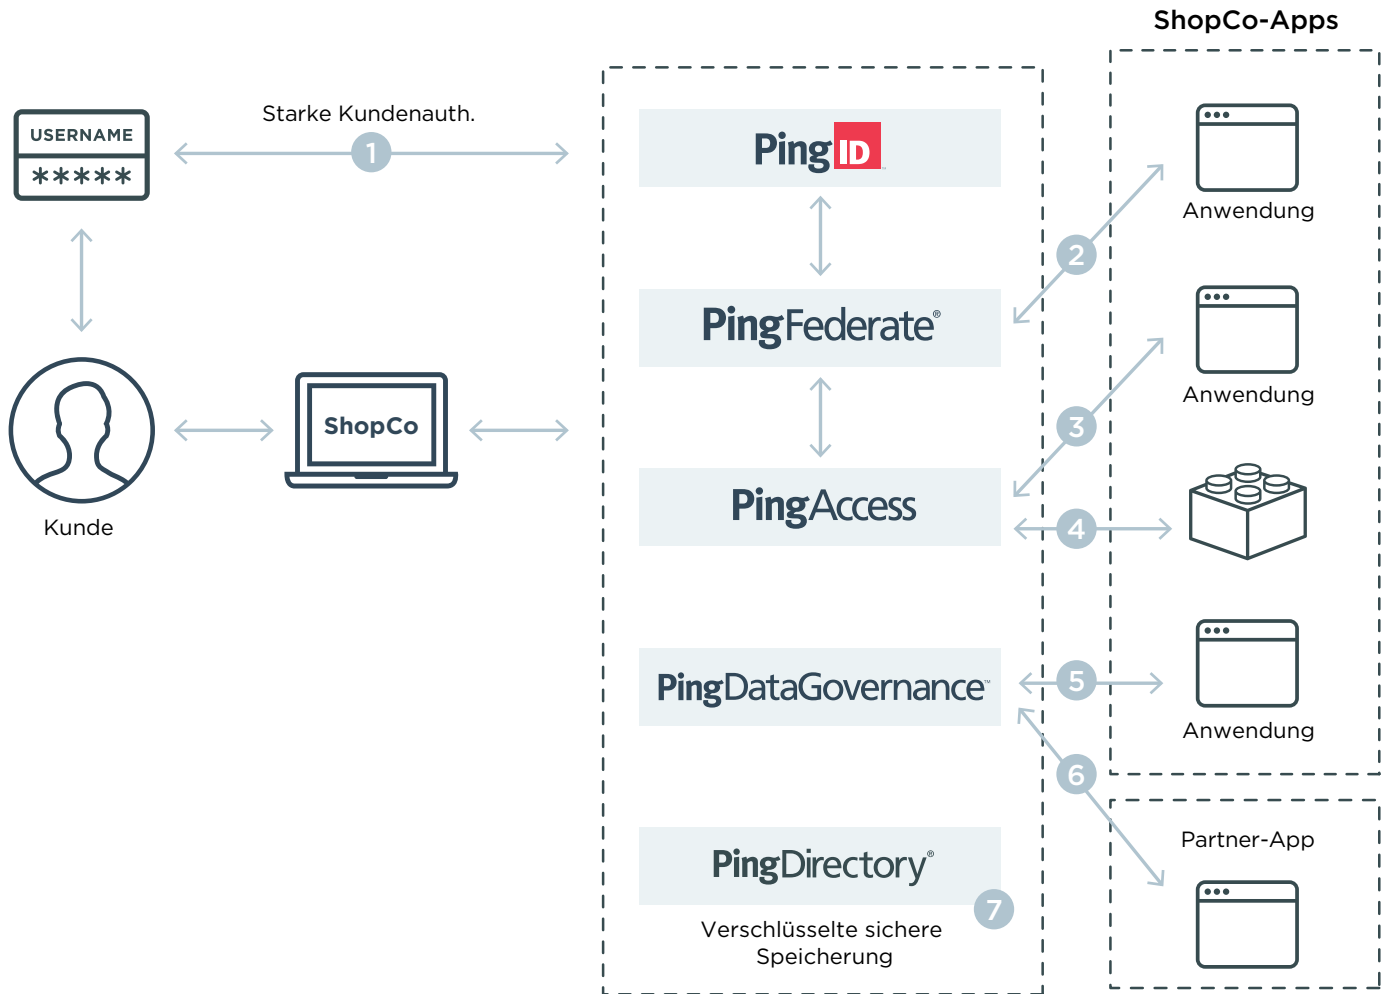 ShopCo-Apps
USERNAME
*****
Starke Kundenauth.
1
PingID
Anwendung
2
PingFederate®
Anwendung
3
ShopCo
Kunde
PingAccess
4
PingDataGovernance™
5
Anwendung
6
Partner-App
PingDirectory®
7
Verschlüsselte sichere
Speicherung